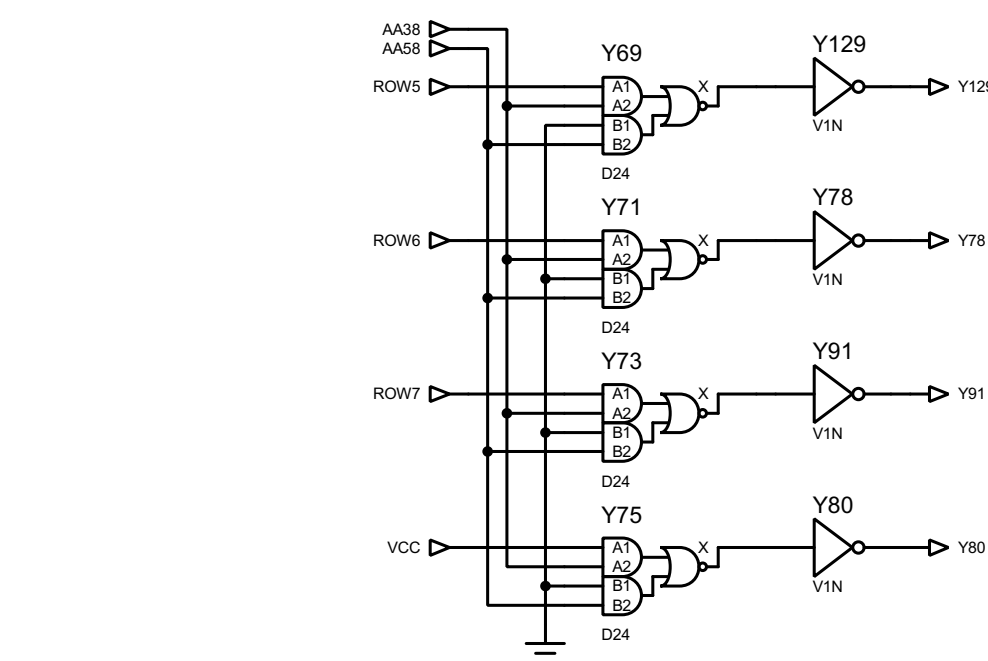 AA38
AA58
Y69
Y129
ROW5
A1
X
Y129
A2
B1
V1N
B2
D24
Y71
Y78
ROW6
A1
X
Y78
A2
B1
V1N
B2
D24
Y73
Y91
ROW7
A1
X
Y91
A2
B1
V1N
B2
D24
Y75
Y80
VCC
A1
X
Y80
A2
B1
V1N
B2
D24